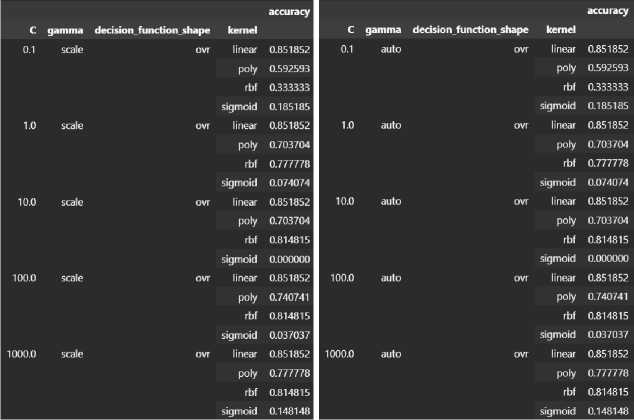 accuracy
C gamma decision_function_shape kernel
0.1 scale ovr linear 0.851852
poly 0.592593
rbf 0.333333
sigmoid 0.185185
1.0 scale ovr linear 0.851852
poly 0.703704
rbf 0.777778
sigmoid 0.074074
10.0 scale ovr linear 0.851852
poly 0.703704
rbf 0.814815
sigmoid 0.000000
100.0 scale ovr linear 0.851852
poly 0.740741
rbf 0.814815
sigmoid 0.037037
1000.0 scale ovr linear 0.851852
poly 0.777778
rbf 0.814815
sigmoid 0.148148
accuracy
C gamma decision_function_shape kernel
0.1 auto ovr linear 0.851852
poly 0.592593
rbf 0.333333
sigmoid 0.185185
1.0 auto ovr linear 0.851852
poly 0.703704
rbf 0.777778
sigmoid 0.074074
10.0 auto ovr linear 0.851852
poly 0.703704
rbf 0.814815
sigmoid 0.000000
100.0 auto ovr linear 0.851852
poly 0.740741
rbf 0.814815
sigmoid 0.037037
1000.0 auto ovr linear 0.851852
poly 0.777778
rbf 0.814815
sigmoid 0.148148